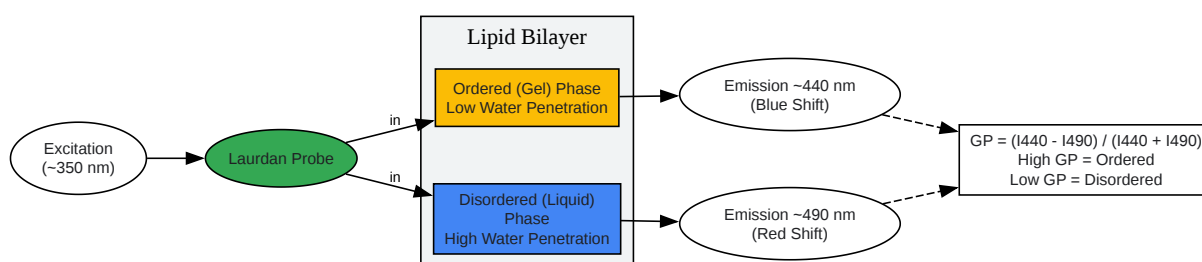 Lipid Bilayer
Excitation
(~350 nm)
Laurdan Probe
in
in
Ordered (Gel) Phase
Low Water Penetration
Disordered (Liquid)
Phase
High Water Penetration
Emission ~440 nm
(Blue Shift)
Emission ~490 nm
(Red Shift)
GP = (I440 - I490) / (I440 + I490)
High GP = Ordered
Low GP = Disordered